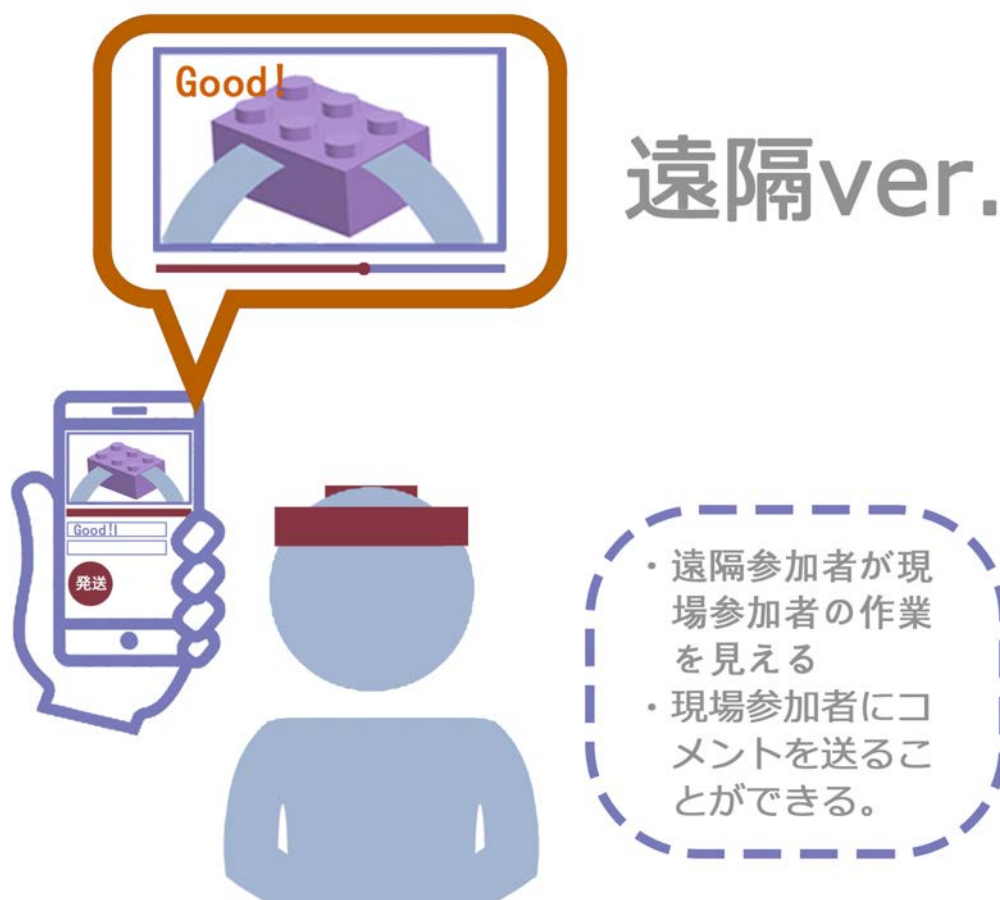 Good!
遠隔ver.
Good!
発送
・遠隔参加者が現
場参加者の作業
を見える
・現場参加者にコ
メントを送るこ
とができる。